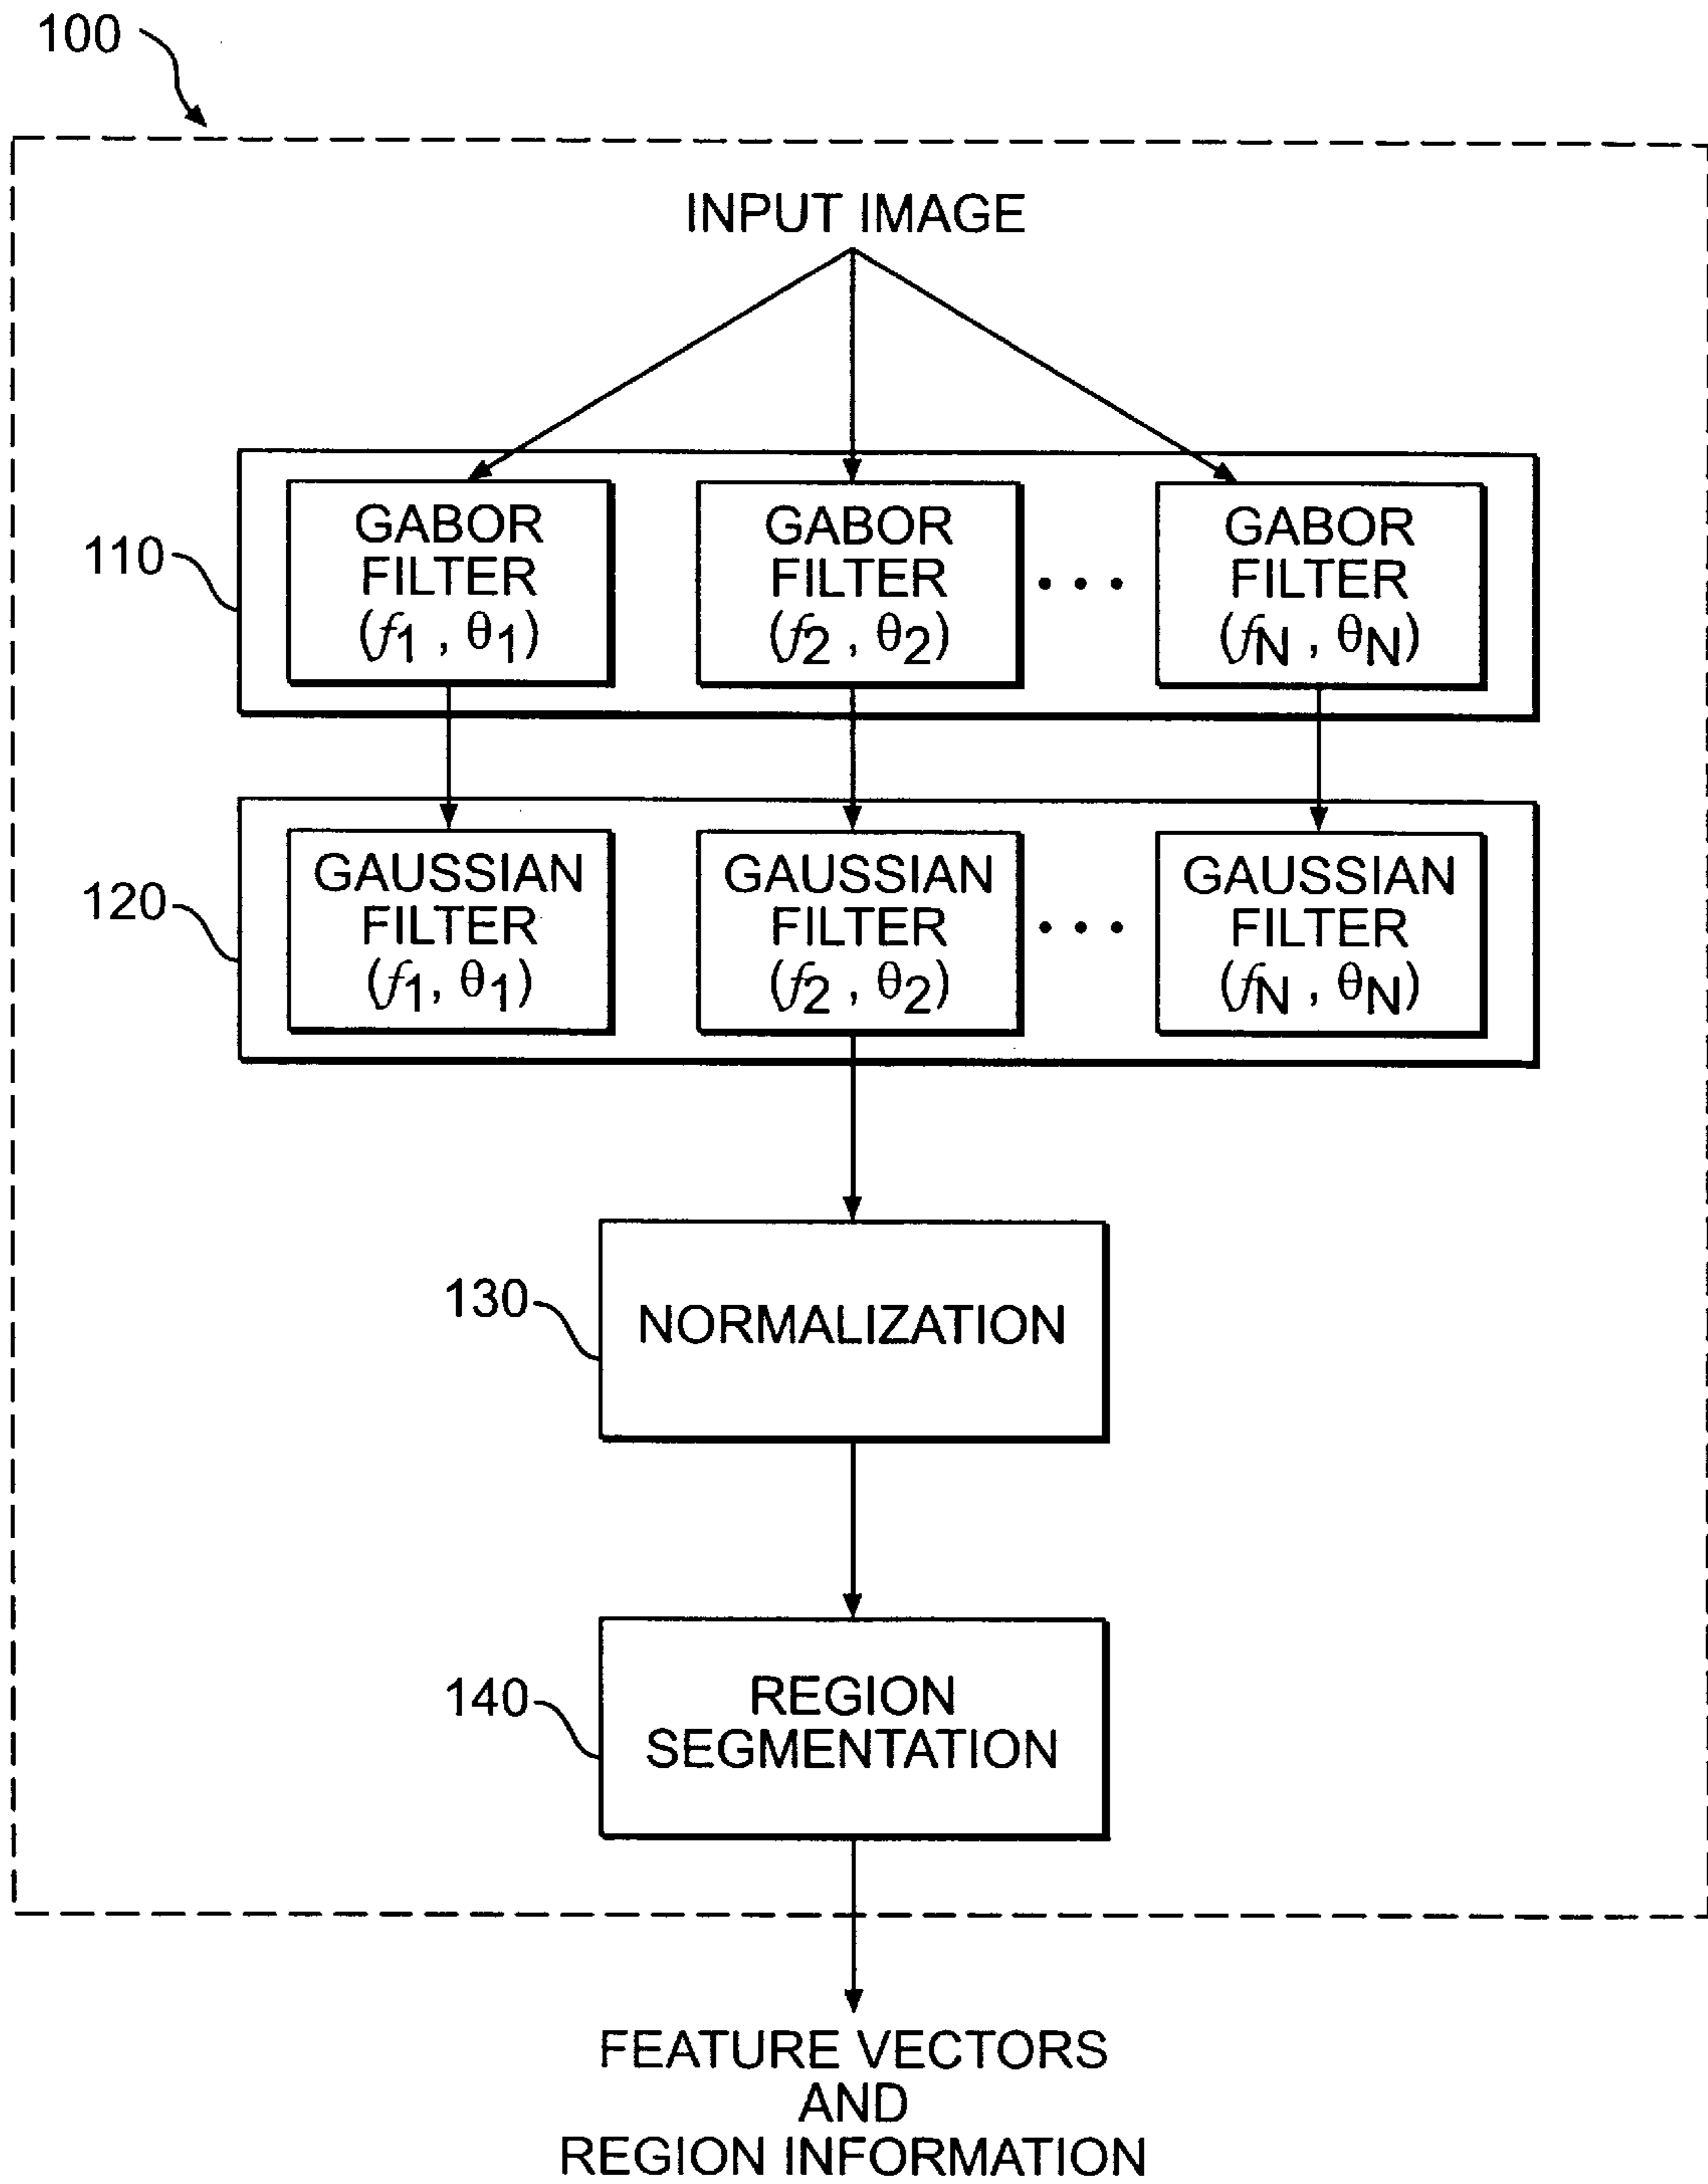 100
INPUT IMAGE
110
GABOR
FILTER
(f1 , θ1)
GABOR
FILTER
(f2 , θ2)
• • •
GABOR
FILTER
(fN , θN)
120
GAUSSIAN
FILTER
(f1, θ1)
GAUSSIAN
FILTER
(f2 , θ2)
• • •
GAUSSIAN
FILTER
(fN , θN)
130
NORMALIZATION
140
REGION
SEGMENTATION
FEATURE VECTORS
AND
REGION INFORMATION